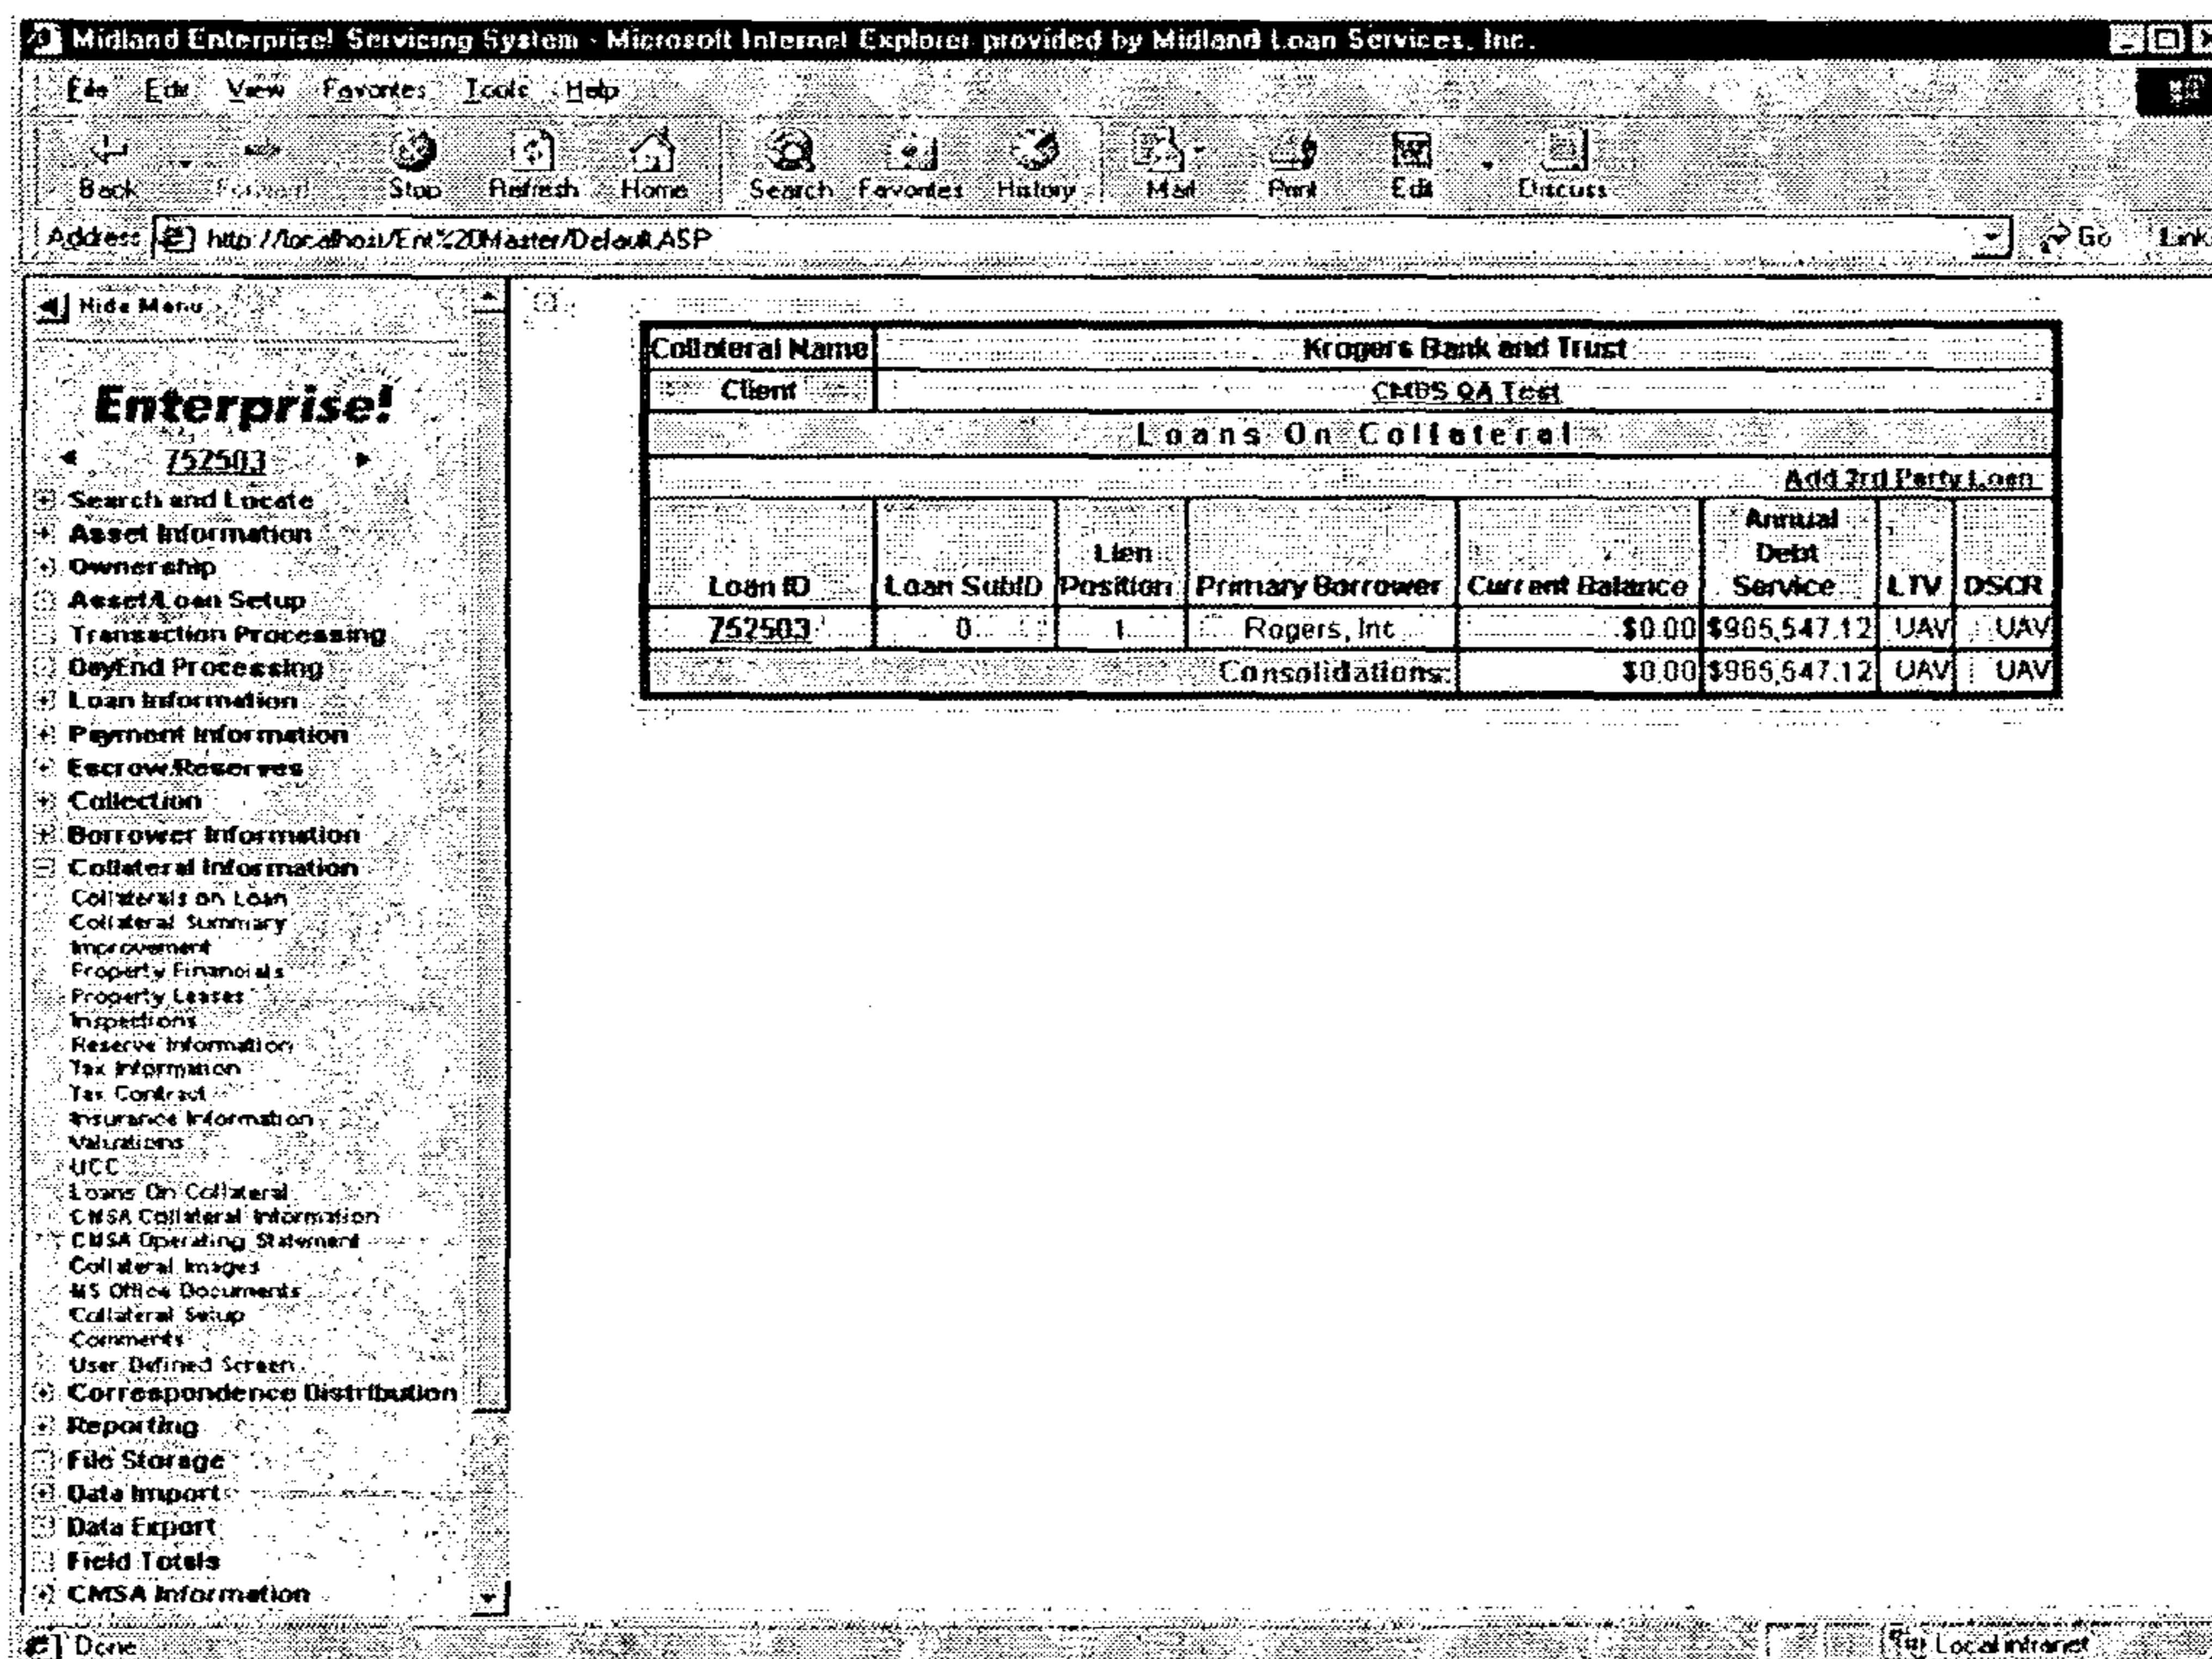 Midland Enterprise! Servicing System - Microsoft Internet Explorer provided by Midland Loan Services, Inc.
File Edit View Favorites Tools Help
Back Forward Stop Refresh Home Search Favorites History Mail Print Edit Discuss
Address http://localhost/Ent%20Master/Default.ASP Go Links
Hide Menu
Enterprise!
752503
Search and Locate
Asset Information
Ownership
Asset/Loan Setup
Transaction Processing
DayEnd Processing
Loan Information
Payment Information
Escrow/Reserves
Collection
Borrower Information
Collateral Information
Collaterals on Loan
Collateral Summary
Improvement
Property Financials
Property Leases
Inspections
Reserve Information
Tax Information
Tax Contract
Insurance Information
Valuations
UCC
Loans On Collateral
CMSA Collateral Information
CMSA Operating Statement
Collateral Images
MS Office Documents
Collateral Setup
Comments
User Defined Screen
Correspondence Distribution
Reporting
File Storage
Data Import
Data Export
Field Totals
CMSA Information
Collateral Name Krogers Bank and Trust
Client CMBS QA Test
Loans On Collateral
Add 3rd Party Loan
Loan ID Loan SubID Lien Position Primary Borrower Current Balance Annual Debt Service LTV DSCR
752503 0 1 Rogers, Inc $0.00 UAV UAV
Consolidations: $0.00 UAV UAV
Done Local intranet